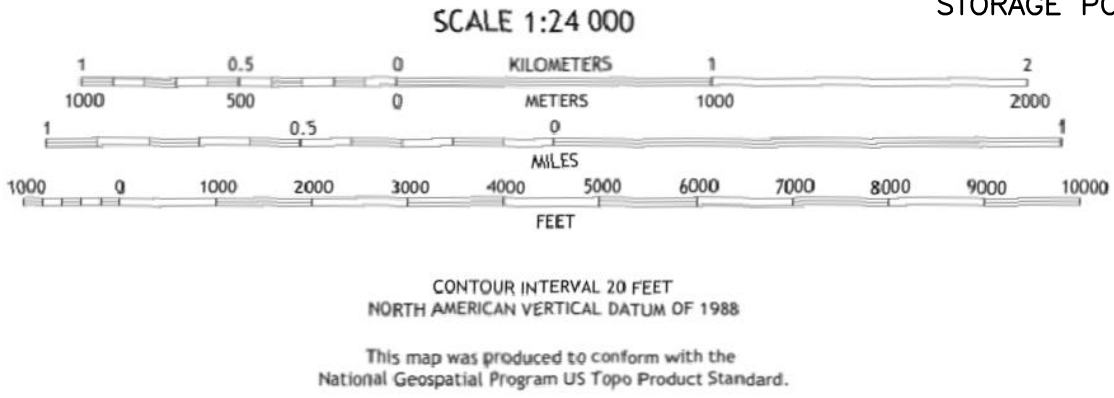 STORAGE PO
SCALE 1:24 000
1 0.5 0 KILOMETERS 1 2
1000 500 0 METERS 1000 2000
1 0.5 0 1
MILES
1000 0 1000 2000 3000 4000 5000 6000 7000 8000 9000 10000
FEET
CONTOUR INTERVAL 20 FEET
NORTH AMERICAN VERTICAL DATUM OF 1988
This map was produced to conform with the
National Geospatial Program US Topo Product Standard.